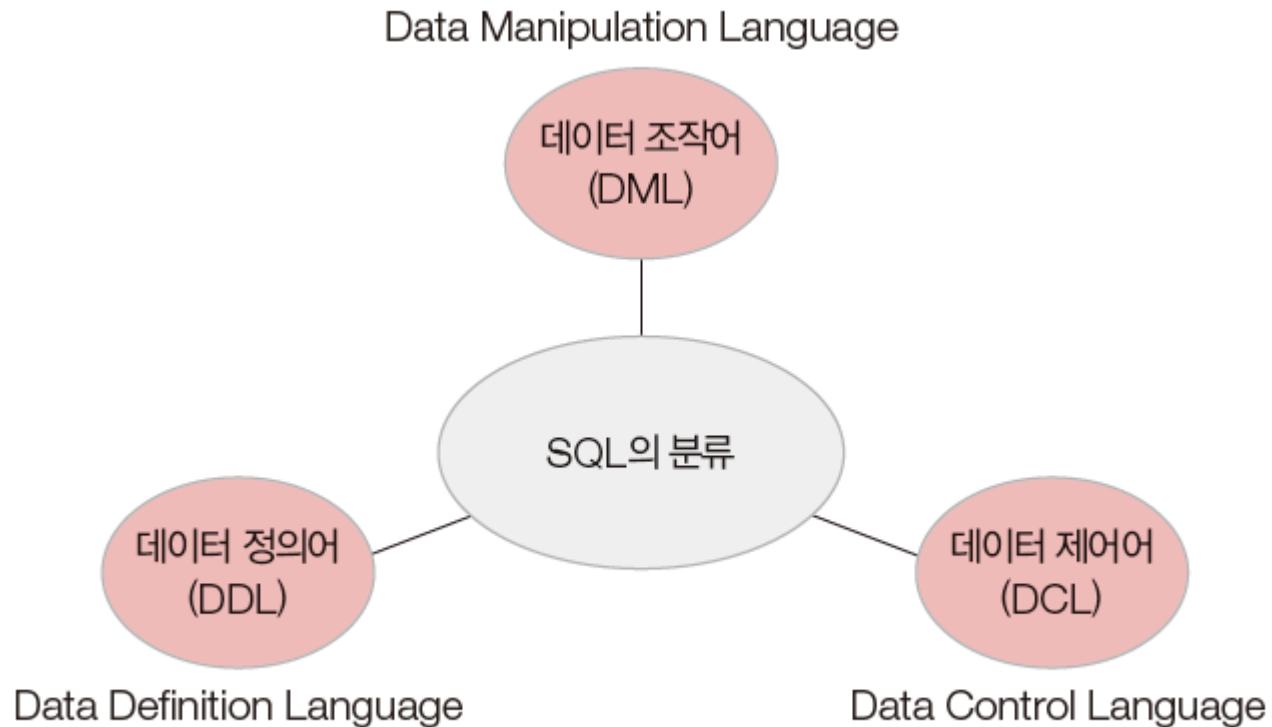 Data Manipulation Language
데이터 조작어
(DML)
SQL의 분류
데이터 정의어
(DDL)
Data Definition Language
데이터 제어어
(DCL)
Data Control Language